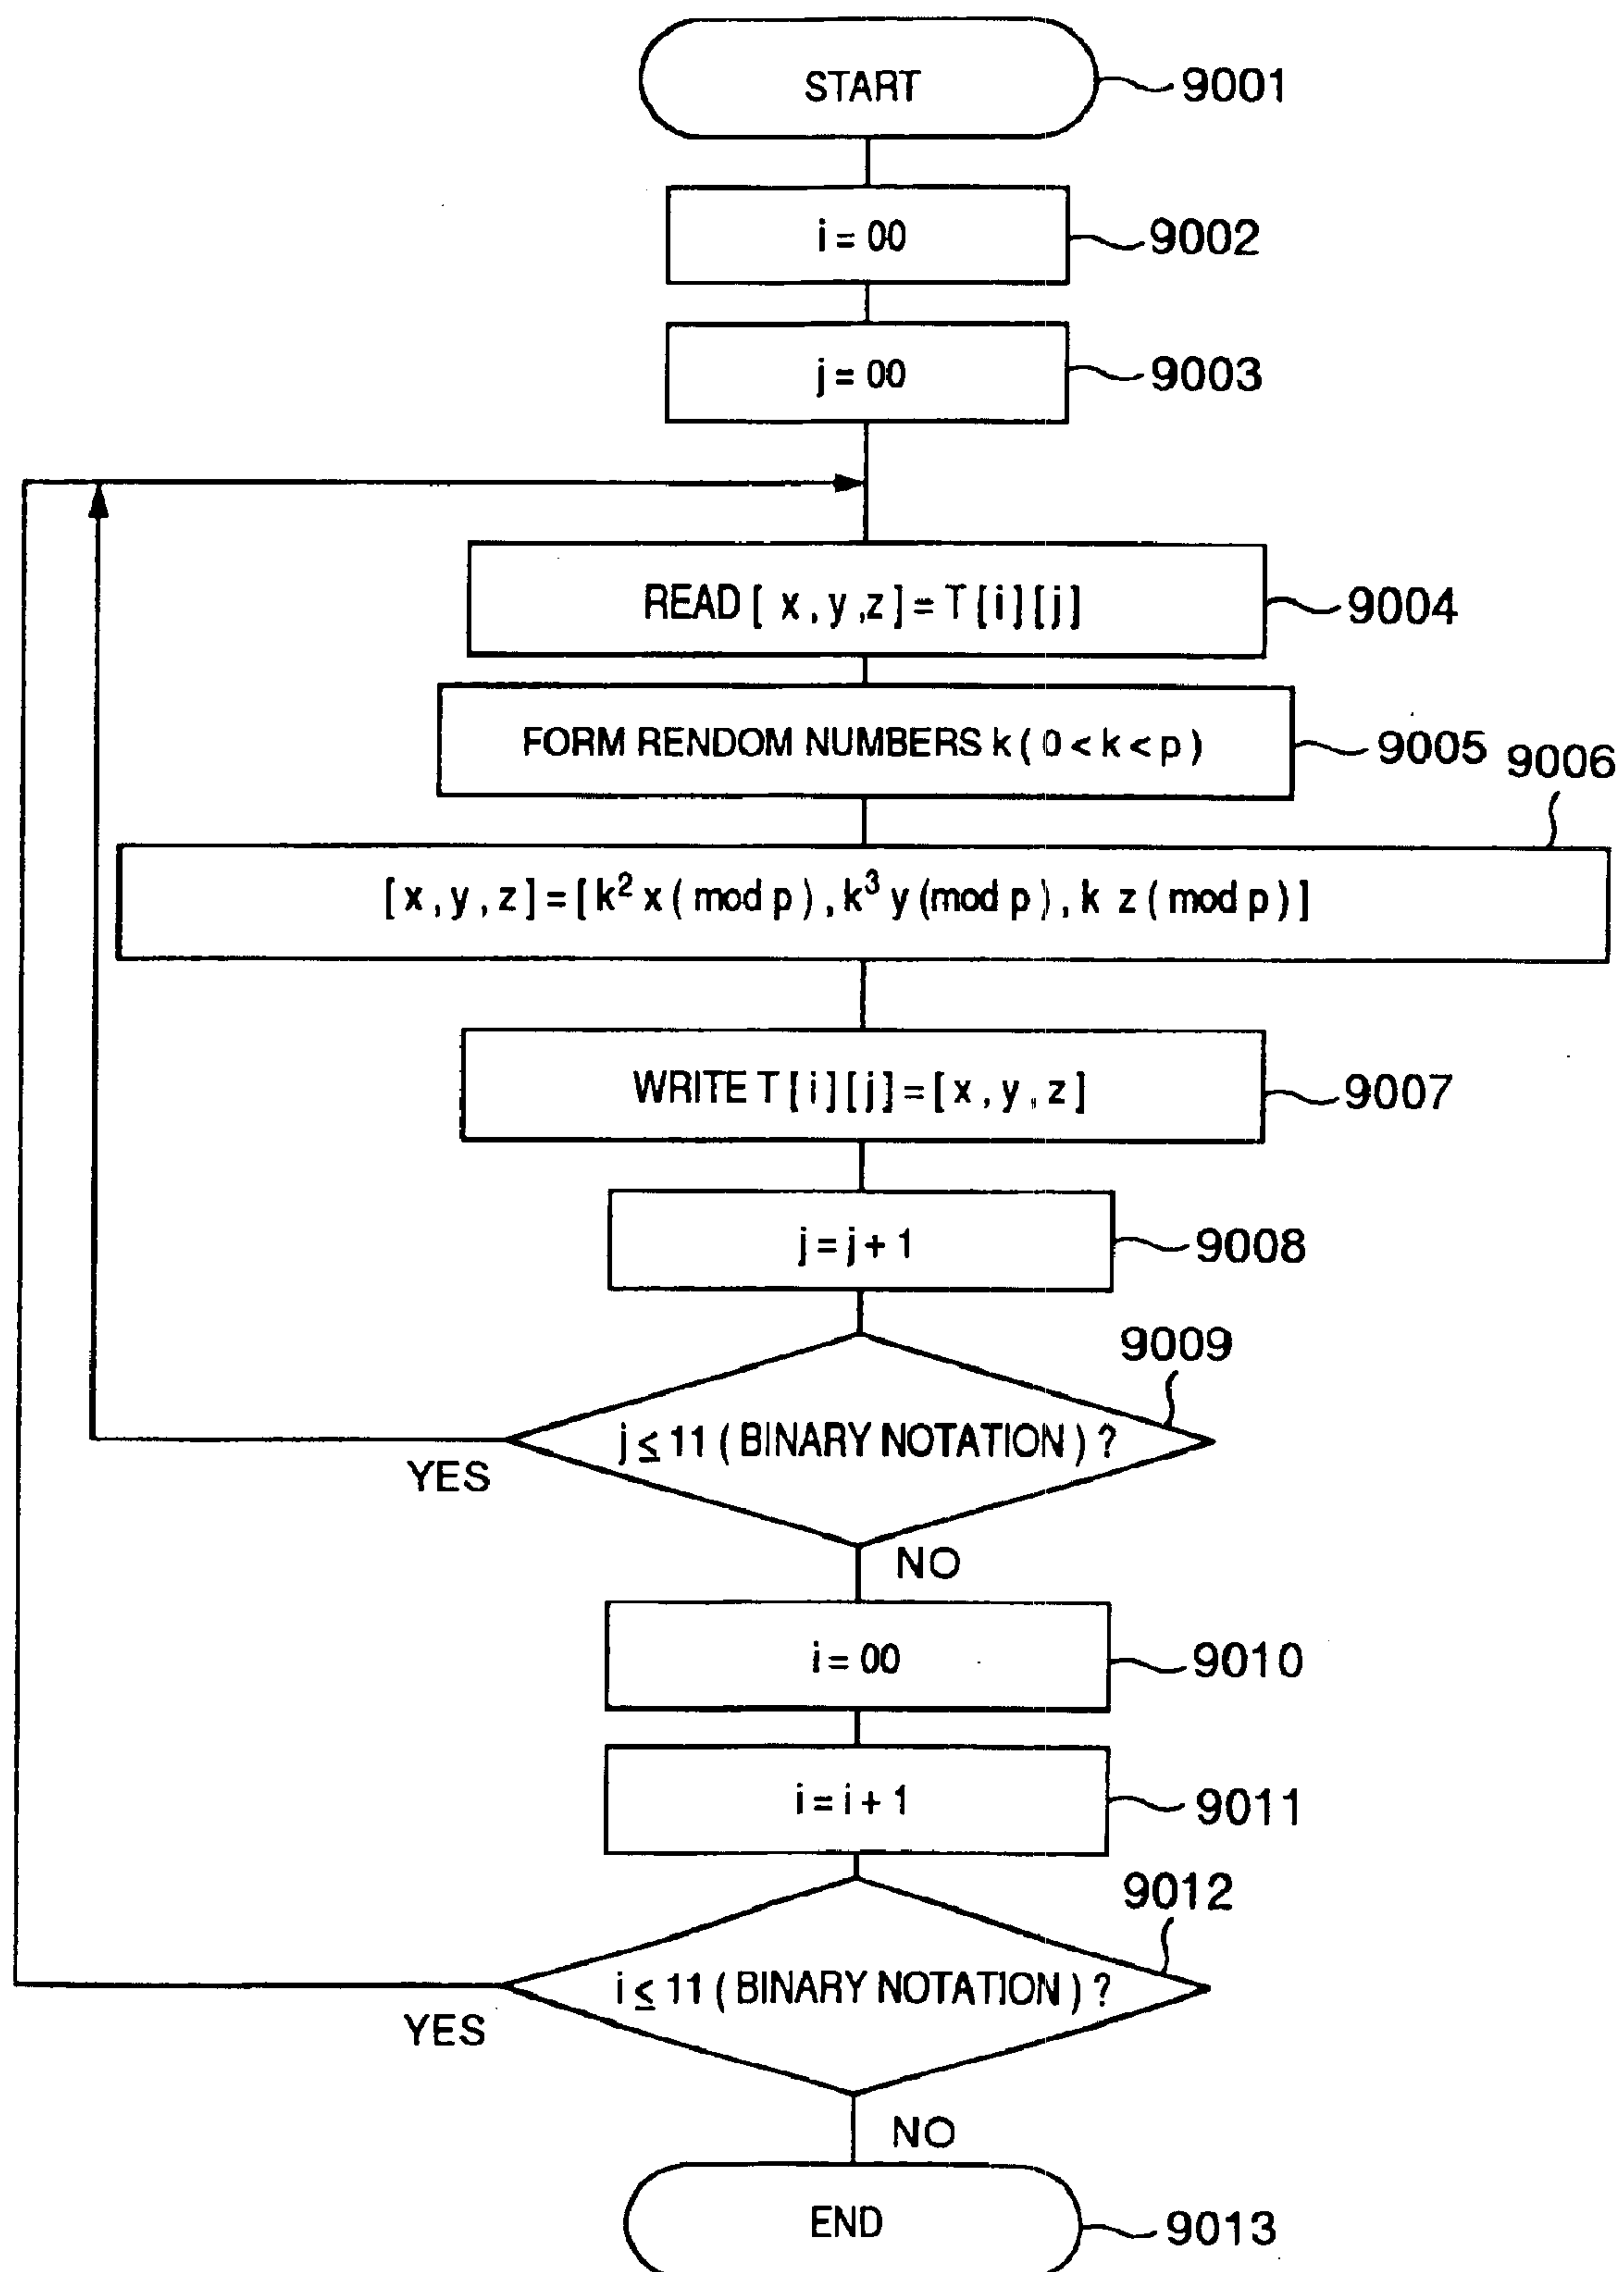 START
9001
i = 00
9002
j = 00
9003
READ [ x , y , z ] = T [ i ] [ j ]
9004
FORM RENDOM NUMBERS k ( 0 < k < p )
9005
9006
[ x , y , z ] = [ k² x ( mod p ) , k³ y ( mod p ) , k z ( mod p ) ]
WRITE T [ i ] [ j ] = [ x , y , z ]
9007
j = j + 1
9008
9009
j ≤ 11 ( BINARY NOTATION ) ?
YES
NO
i = 00
9010
i = i + 1
9011
9012
i ≤ 11 ( BINARY NOTATION ) ?
YES
NO
END
9013